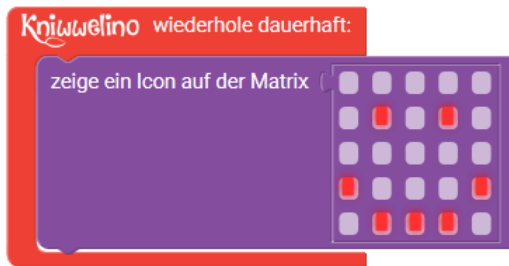 Kniwwelino wiederhole dauerhaft:
zeige ein Icon auf der Matrix